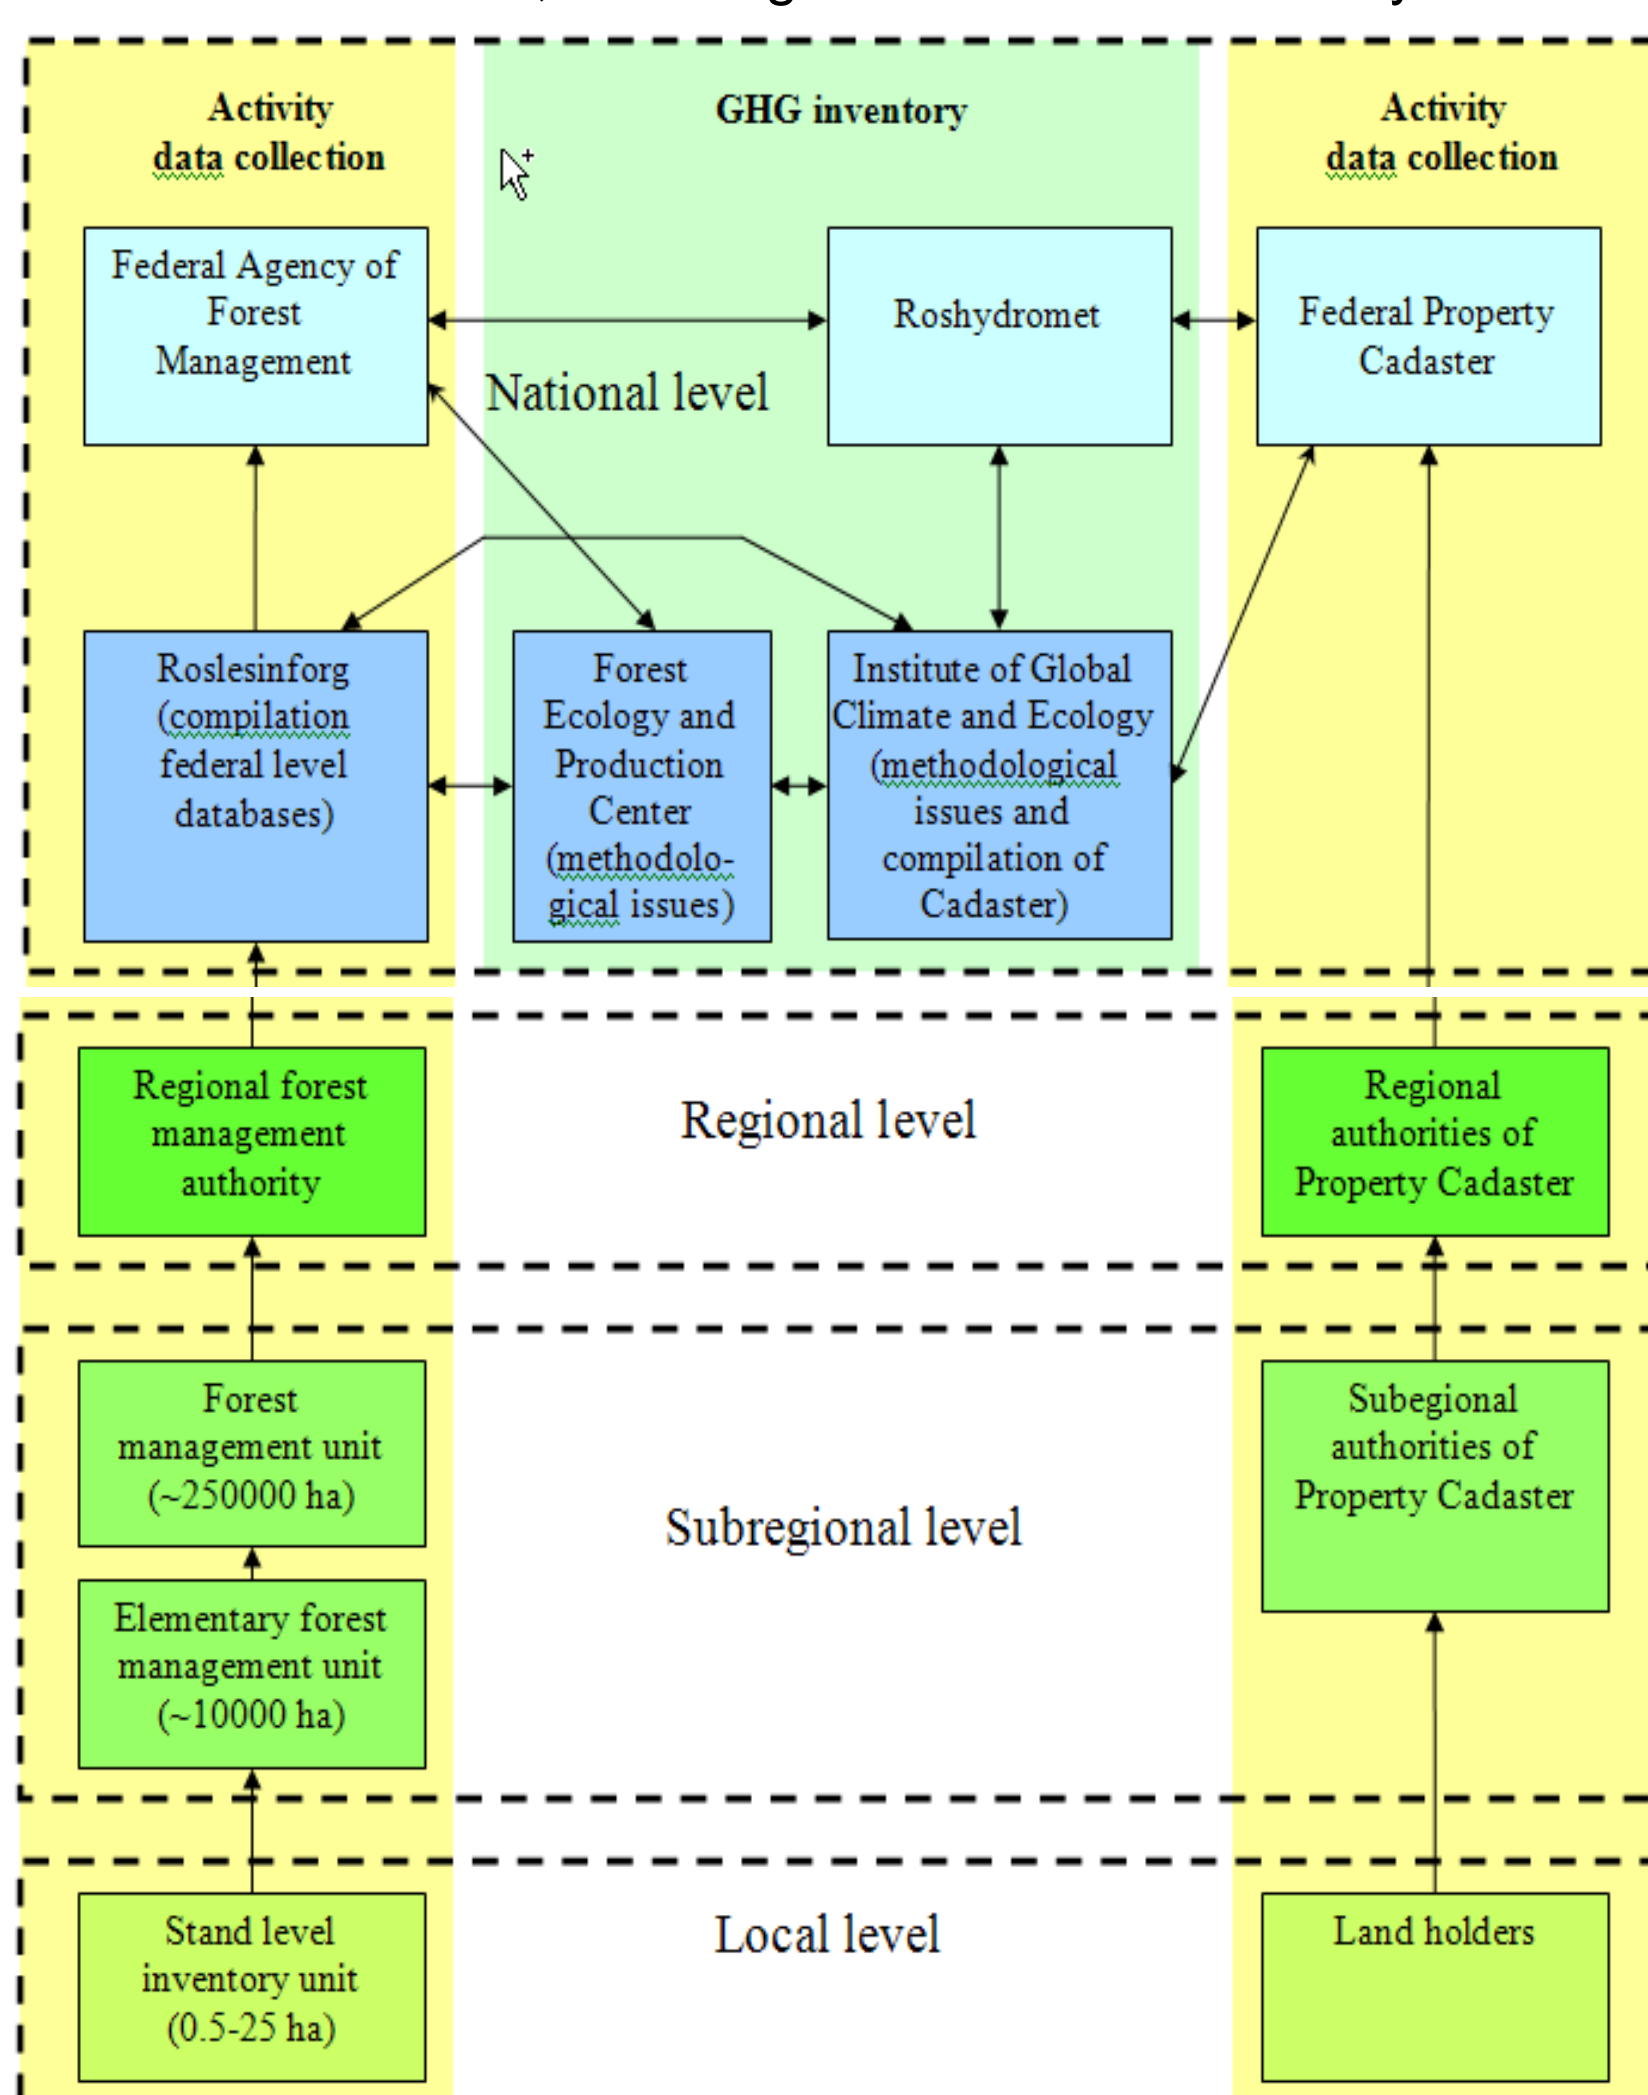 Activity
data collection
GHG inventory
Activity
data collection
Federal Agency of
Forest
Management
Roshydromet
Federal Property
Cadaster
National level
Roslesinforg
(compilation
federal level
databases)
Forest
Ecology and
Production
Center
(methodolo-
gical issues)
Institute of Global
Climate and Ecology
(methodological
issues and
compilation of
Cadaster)
Regional forest
management
authority
Regional level
Regional
authorities of
Property Cadaster
Forest
management unit
(~250000 ha)
Subregional level
Subegional
authorities of
Property Cadaster
Elementary forest
management unit
(~10000 ha)
Stand level
inventory unit
(0.5-25 ha)
Local level
Land holders